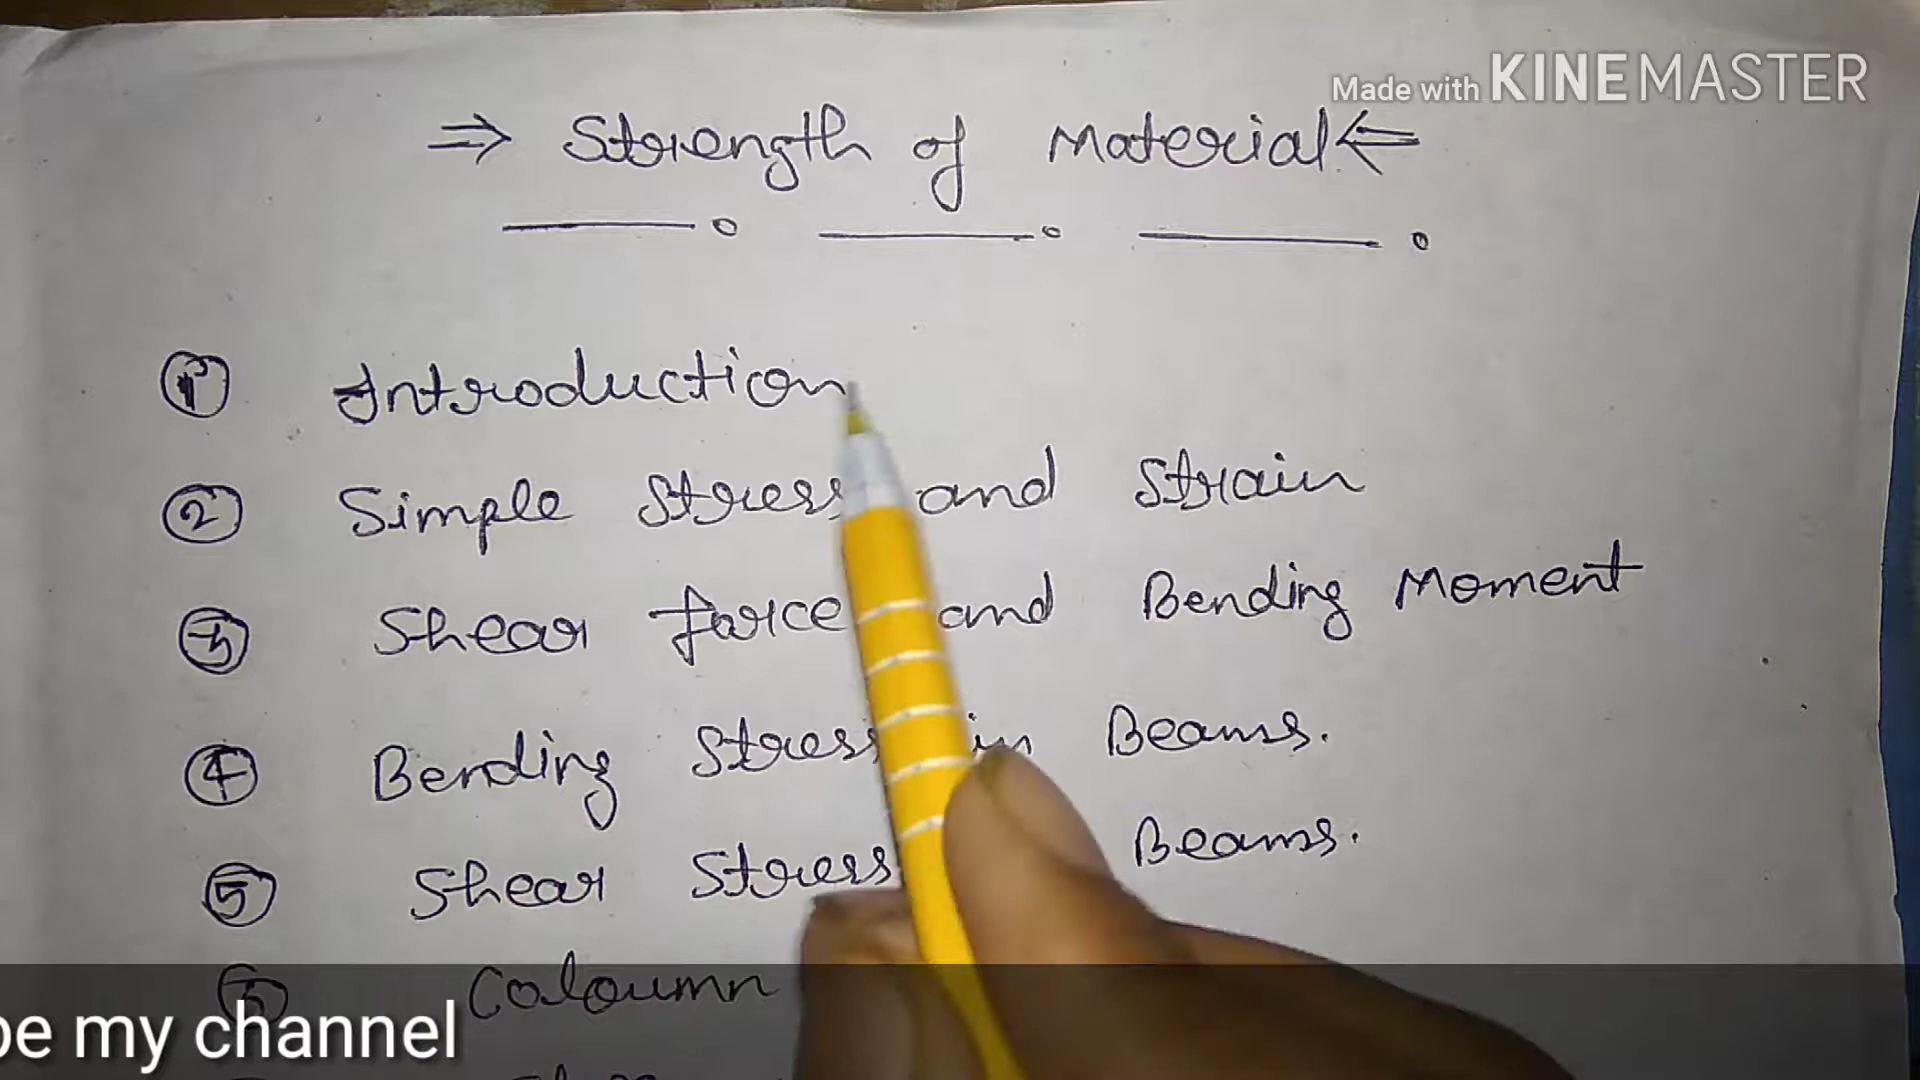 Made with KINEMASTER
⇒ Strength of Material ⇐
① Introduction
② Simple Stress and Strain
③ Shear force and Bending Moment
④ Bending Stress in Beams.
⑤ Shear Stress Beams.
Coloumn
be my channel